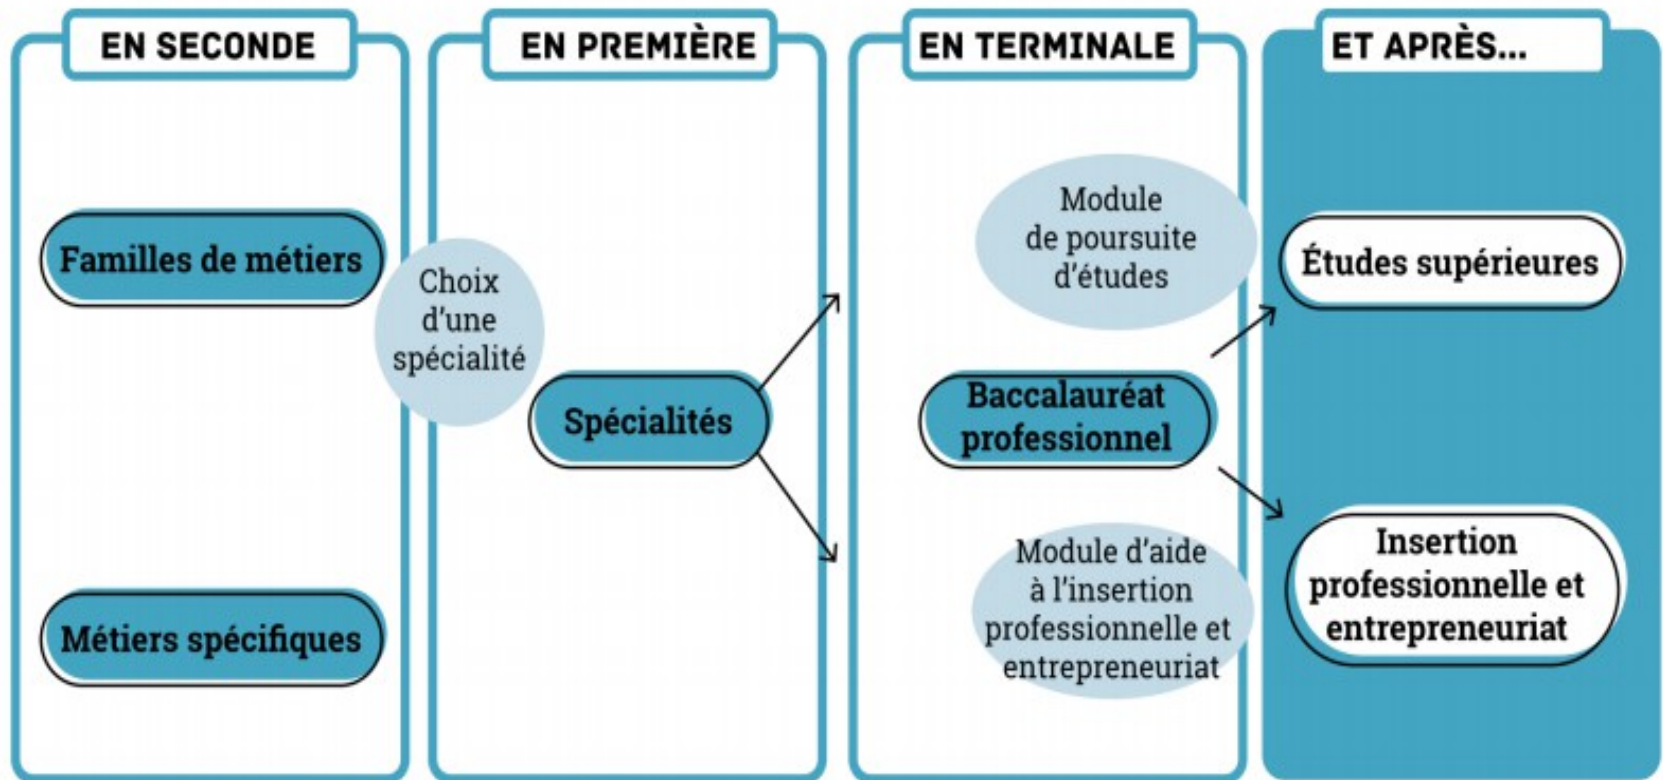 EN SECONDE
Familles de métiers
Métiers spécifiques
Choix
d'une
spécialité
EN PREMIÈRE
Spécialités
EN TERMINALE
Module
de poursuite
d'études
Baccalauréat
professionnel
Module d'aide
à l'insertion
professionnelle et
entrepreneuriat
ET APRÈS...
Études supérieures
Insertion
professionnelle et
entrepreneuriat